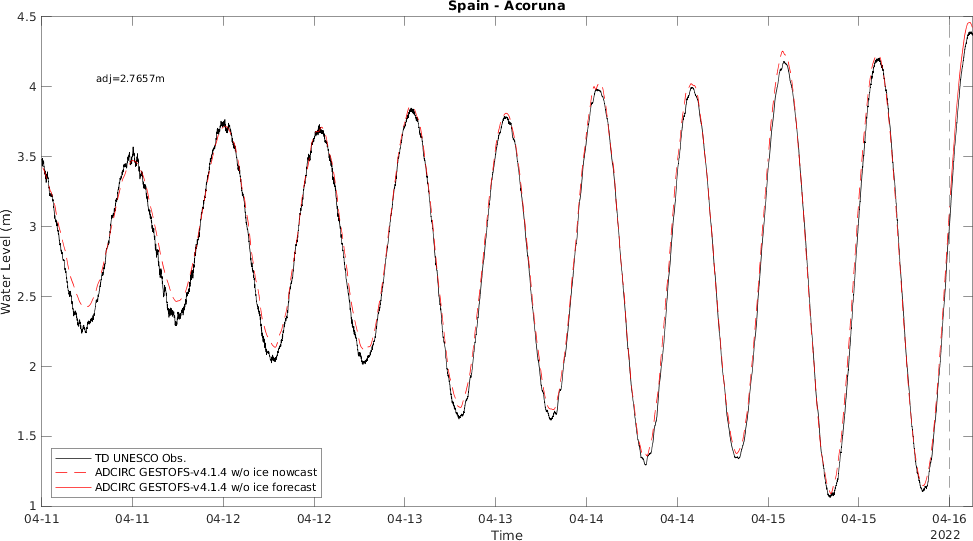 Spain - Acoruna
4.5
4
3.5
3
2.5
2
1.5
1
Water Level (m)
adj=2.7657m
TD UNESCO Obs.
ADCIRC GESTOFS-v4.1.4 w/o ice nowcast
ADCIRC GESTOFS-v4.1.4 w/o ice forecast
04-11 04-11 04-12 04-12 04-13 04-13 04-14 04-14 04-15 04-15 04-16
Time 2022